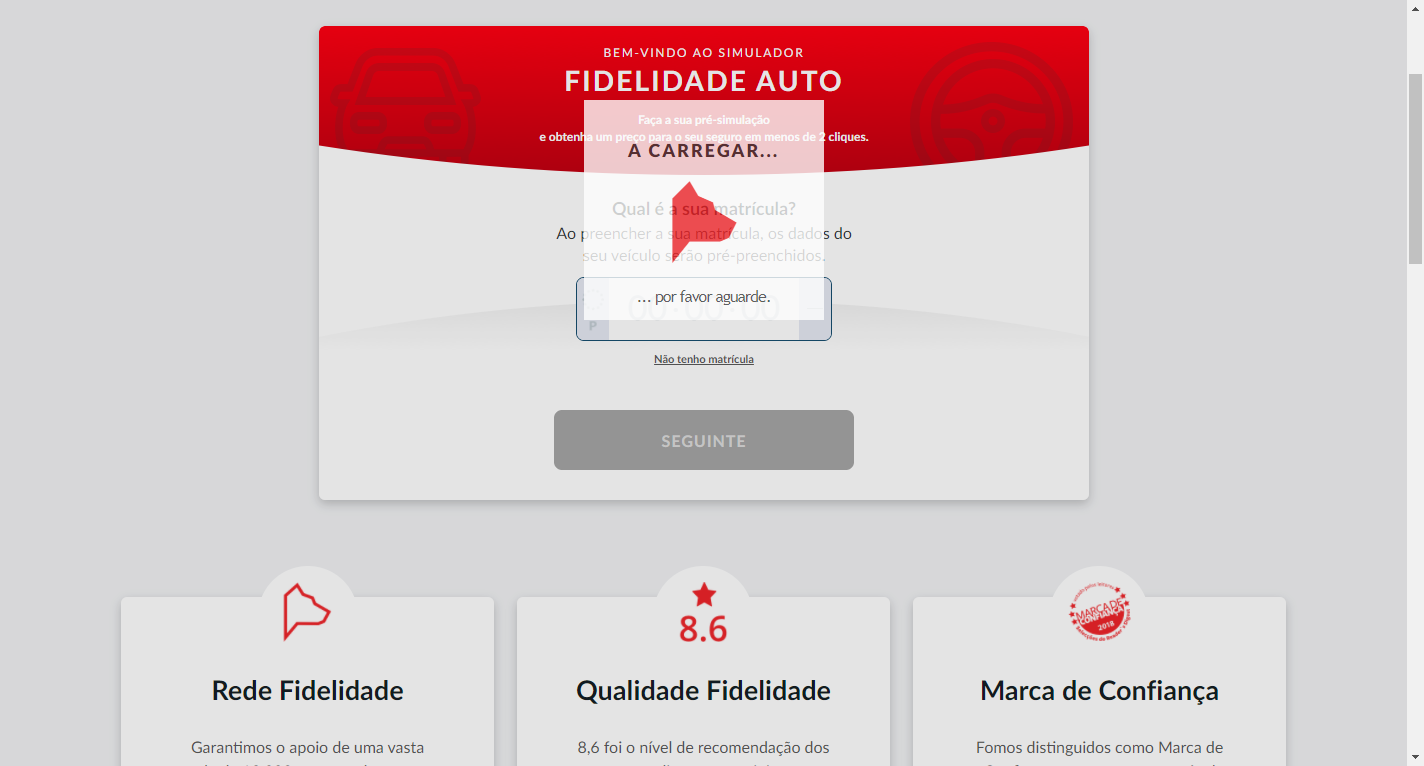 BEM-VINDO AO SIMULADOR
FIDELIDADE AUTO
Faça a sua pré-simulação
e obtenha um preço para o seu seguro em menos de 2 cliques.
A CARREGAR...
Qual é a sua matrícula?
Ao preencher a sua matrícula, os dados do
seu veículo serão pré-preenchidos.
... por favor aguarde.
00 00 00
P
Não tenho matrícula
SEGUINTE
8.6
MARCA DE
CONFIANÇA
2018
Rede Fidelidade
Qualidade Fidelidade
Marca de Confiança
Garantimos o apoio de uma vasta
8,6 foi o nível de recomendação dos
Fomos distinguidos como Marca de